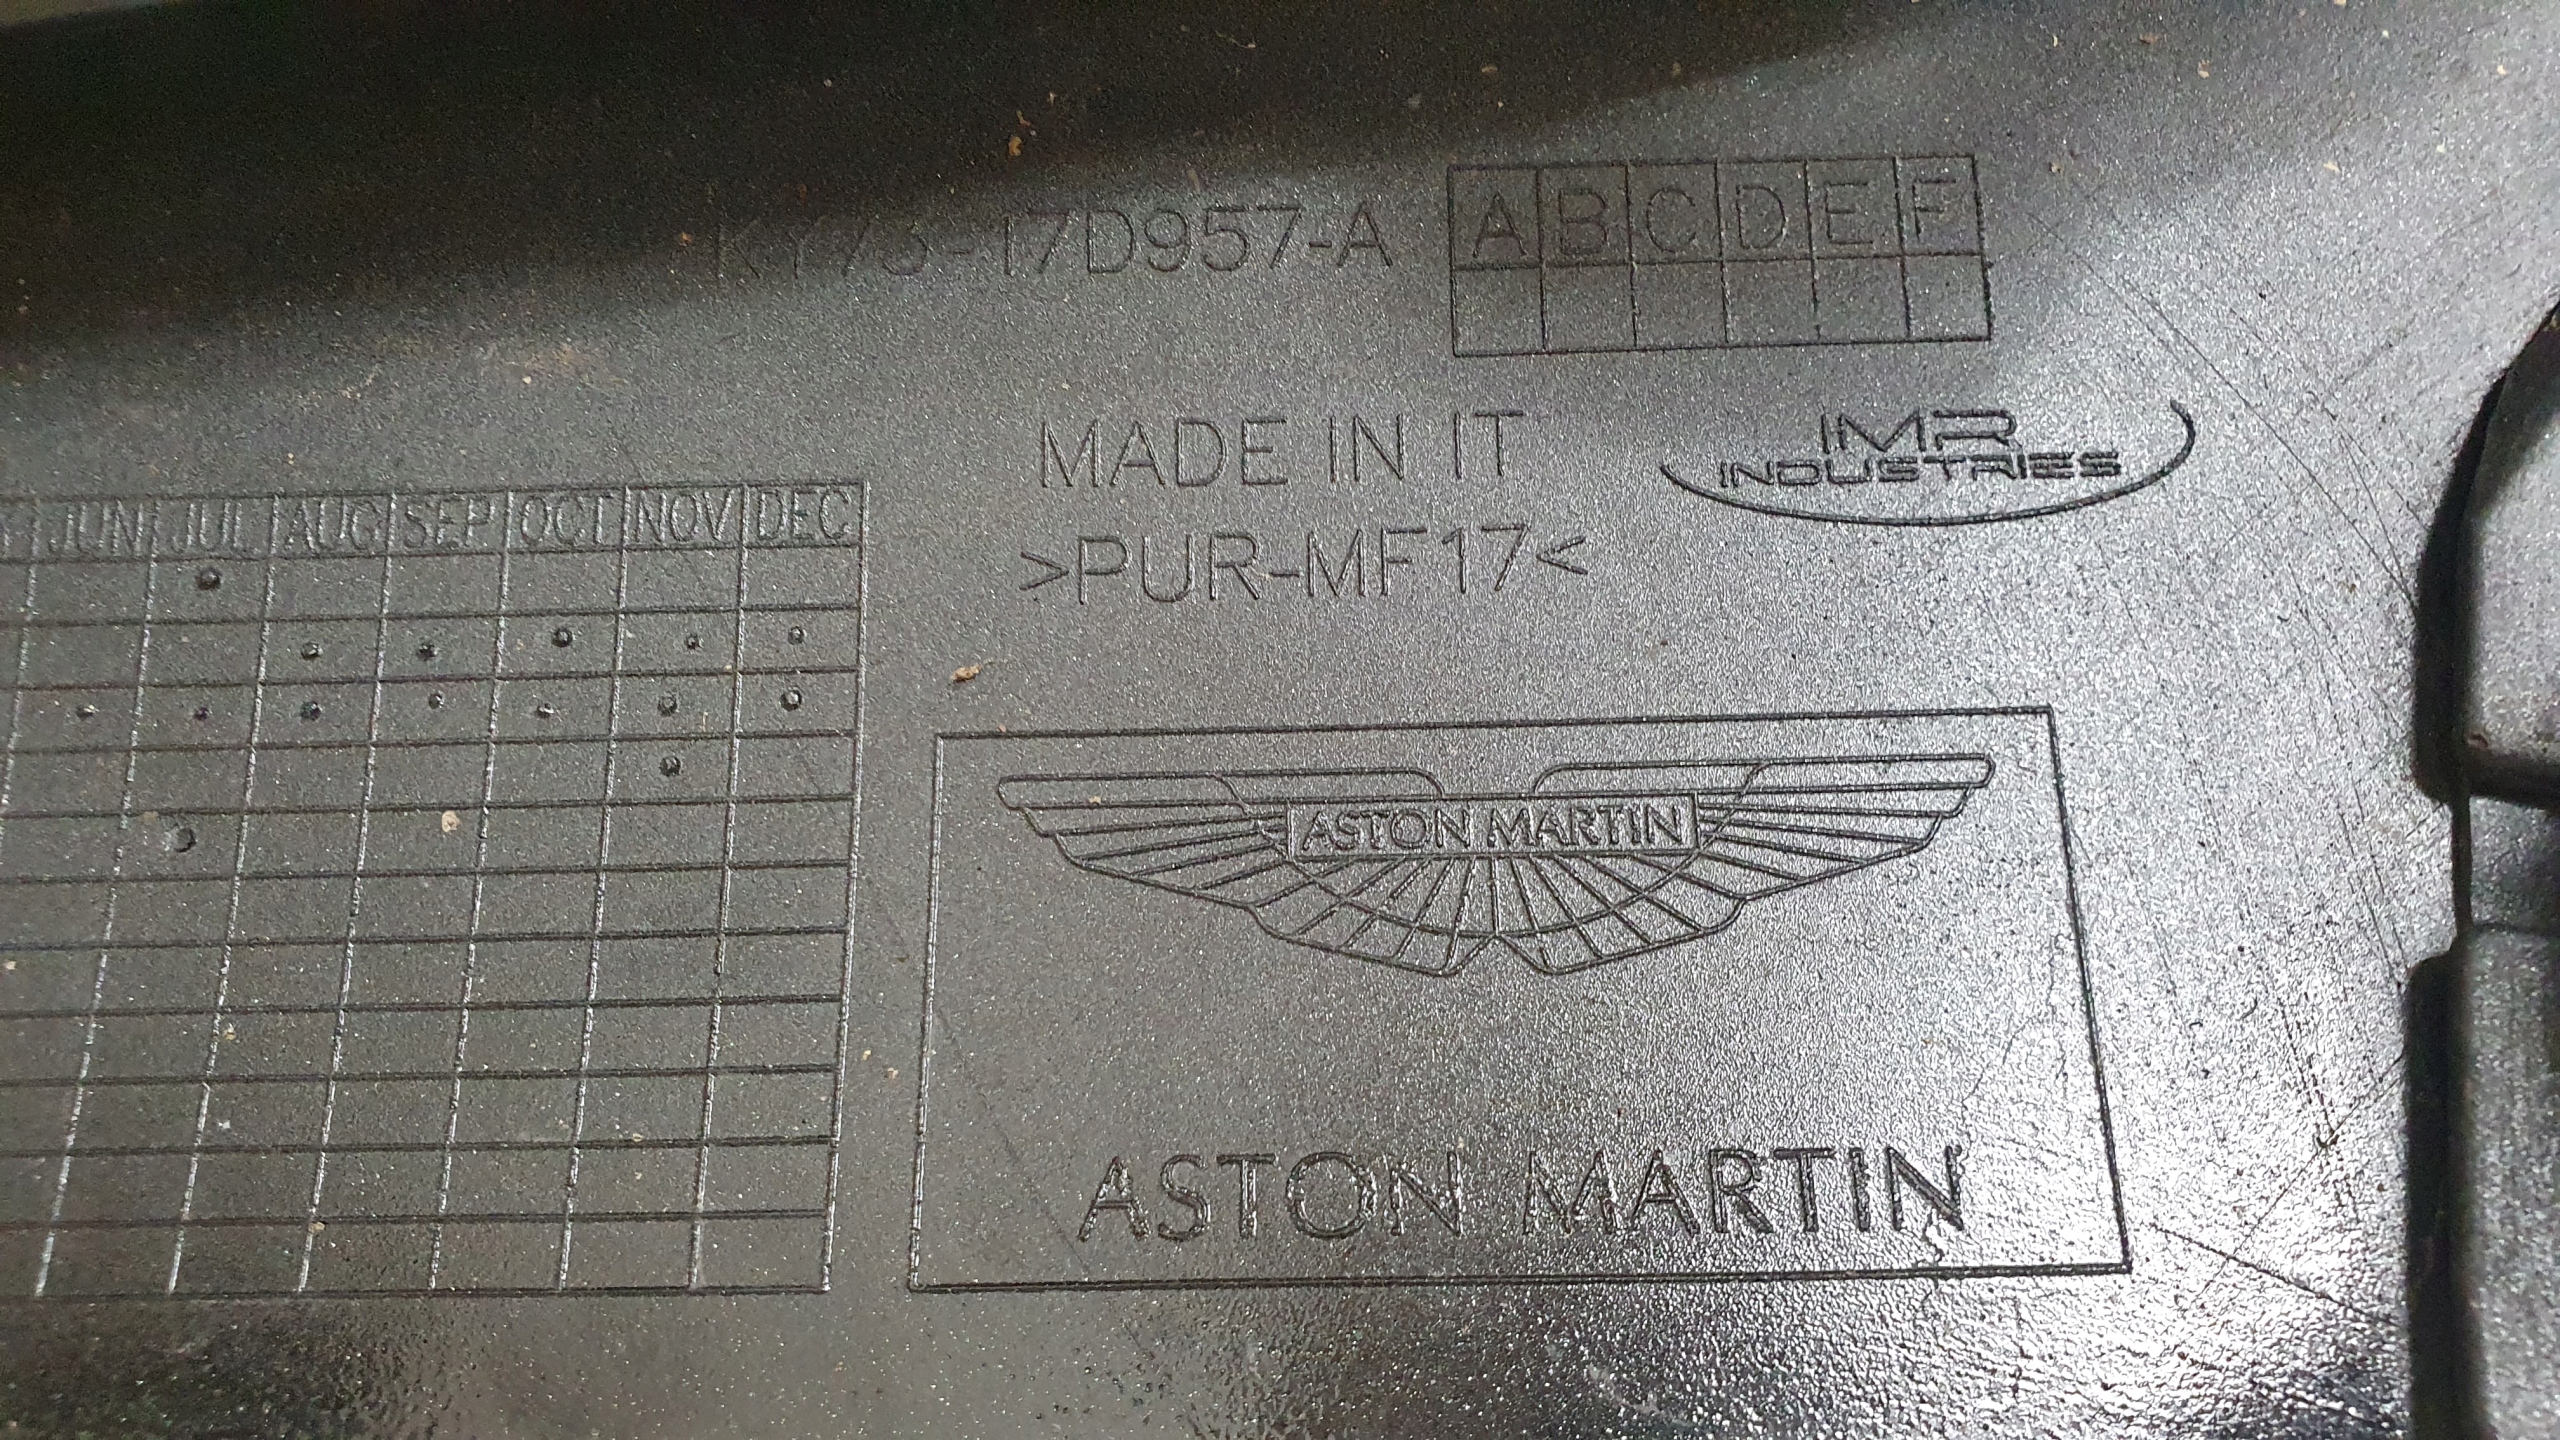 KY73-17D957-A
A B C D E F
MADE IN IT
IMR
INDUSTRIES
>PUR-MF17<
JUN JUL AUG SEP OCT NOV DEC
ASTON MARTIN
ASTON MARTIN